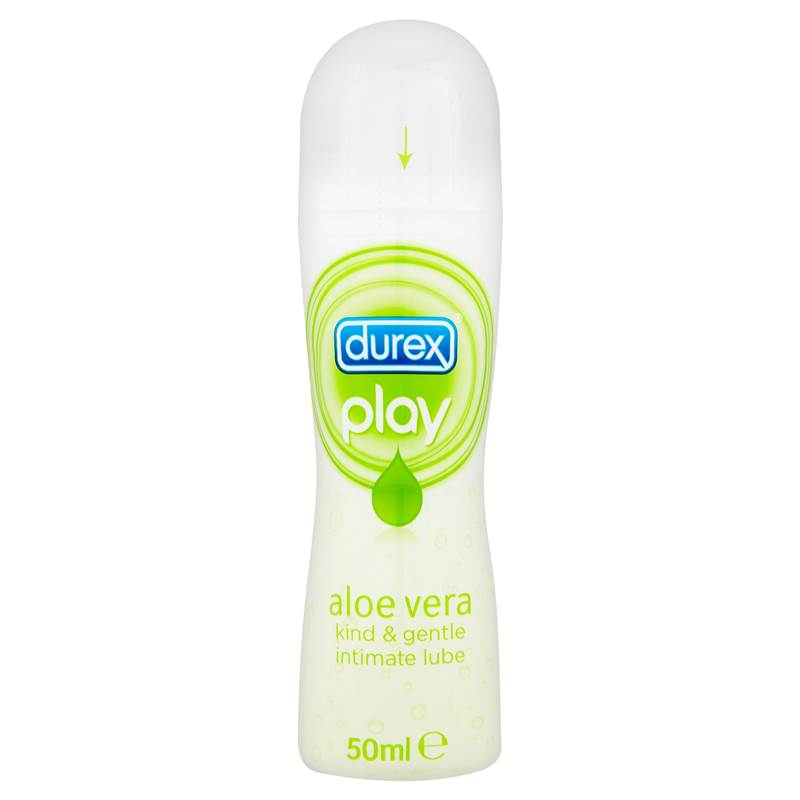 durex
play
aloe vera
kind & gentle
intimate lube
50ml ℮